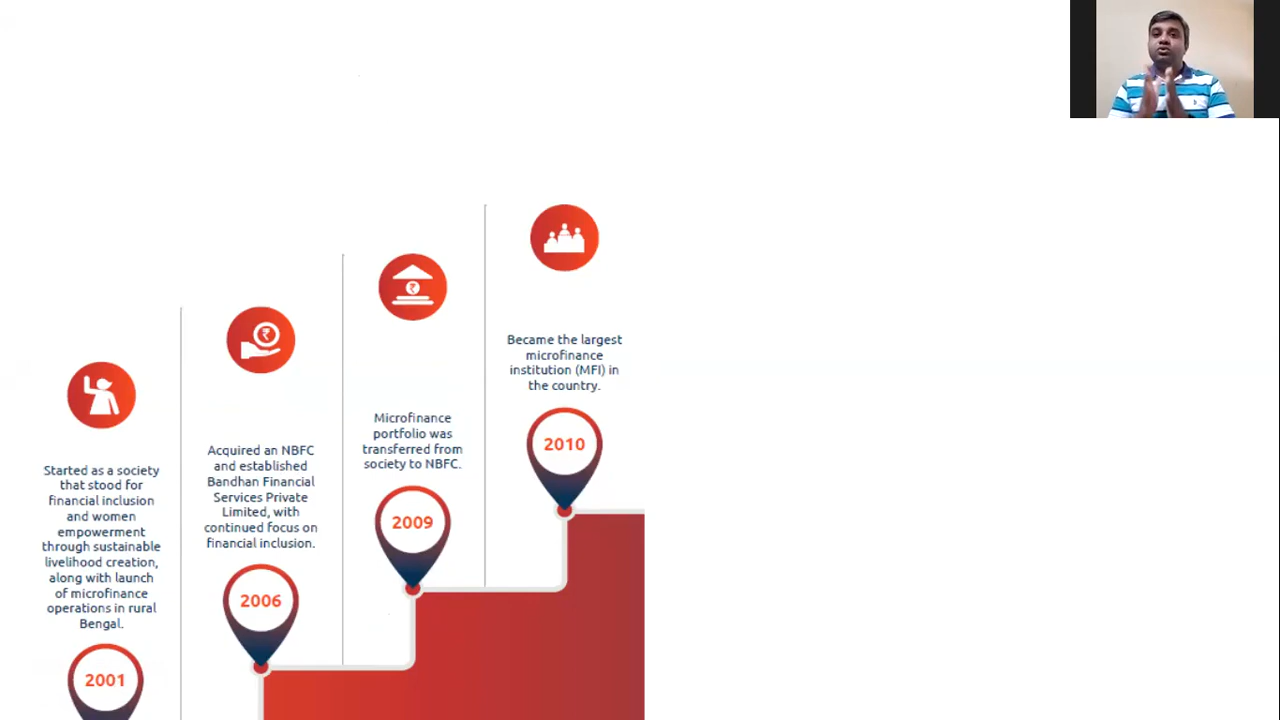 Started as a society
that stood for
financial inclusion
and women
empowerment
through sustainable
livelihood creation,
along with launch
of microfinance
operations in rural
Bengal.
2001
Acquired an NBFC
and established
Bandhan Financial
Services Private
Limited, with
continued focus on
financial inclusion.
2006
Microfinance
portfolio was
transferred from
society to NBFC.
2009
Became the largest
microfinance
institution (MFI) in
the country.
2010